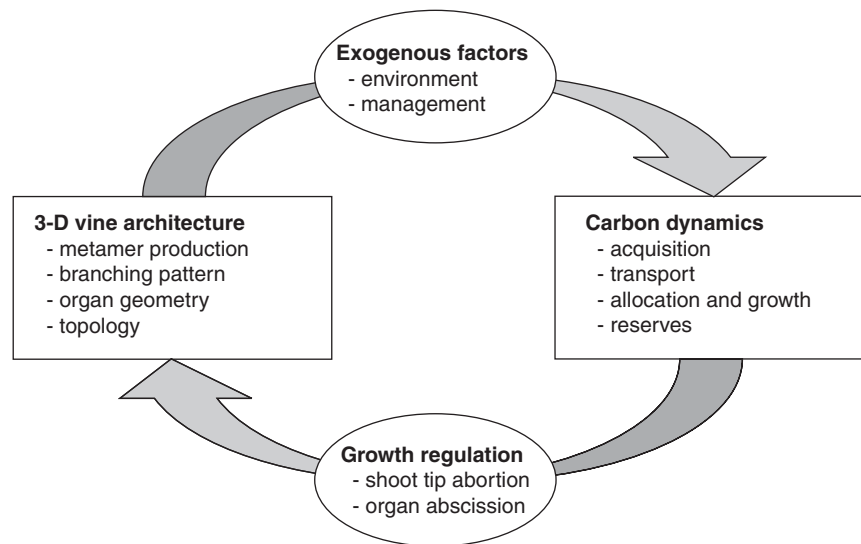 Exogenous factors
- environment
- management
3-D vine architecture
- metamer production
- branching pattern
- organ geometry
- topology
Carbon dynamics
- acquisition
- transport
- allocation and growth
- reserves
Growth regulation
- shoot tip abortion
- organ abscission